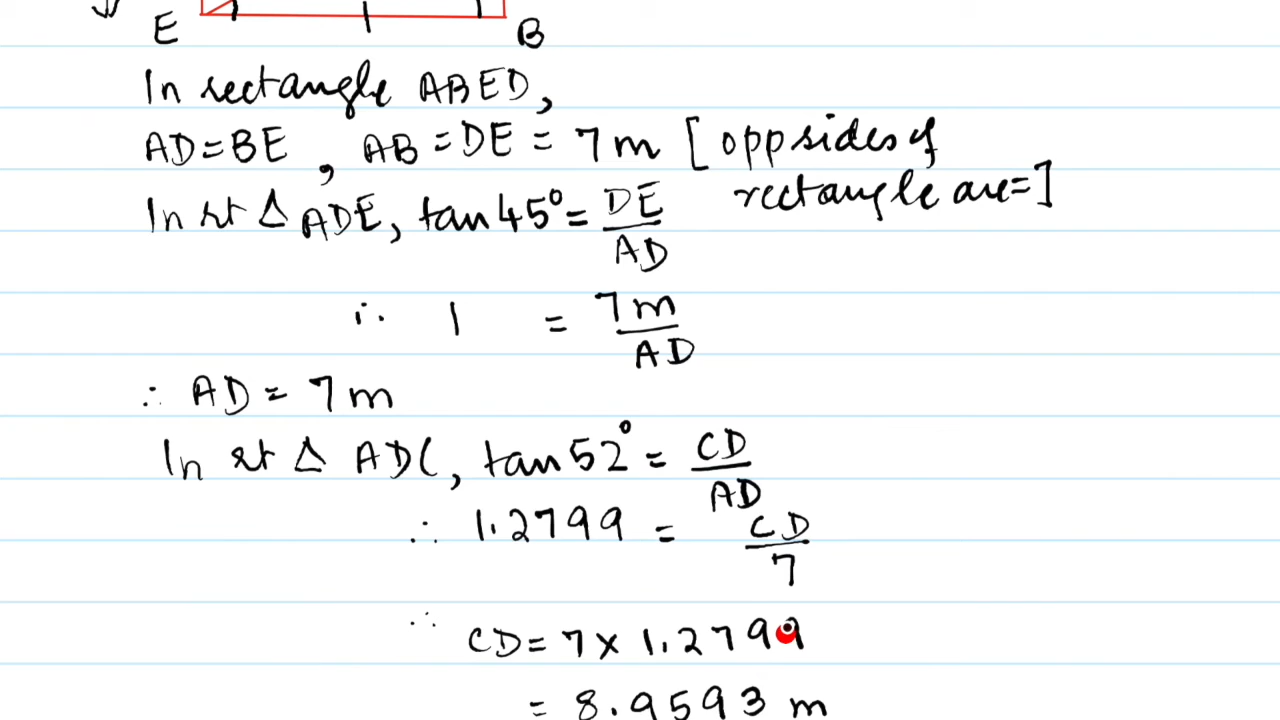 E B
In rectangle ABED,
AD=BE , AB = DE = 7m [opp sides of
rectangle are=]
In rt Δ ADE, tan 45° = DE/AD
∴ 1 = 7m/AD
∴ AD = 7m
In rt Δ ADC, tan 52° = CD/AD
∴ 1.2799 = CD/7
∴ CD = 7 × 1.2799
= 8.9593 m